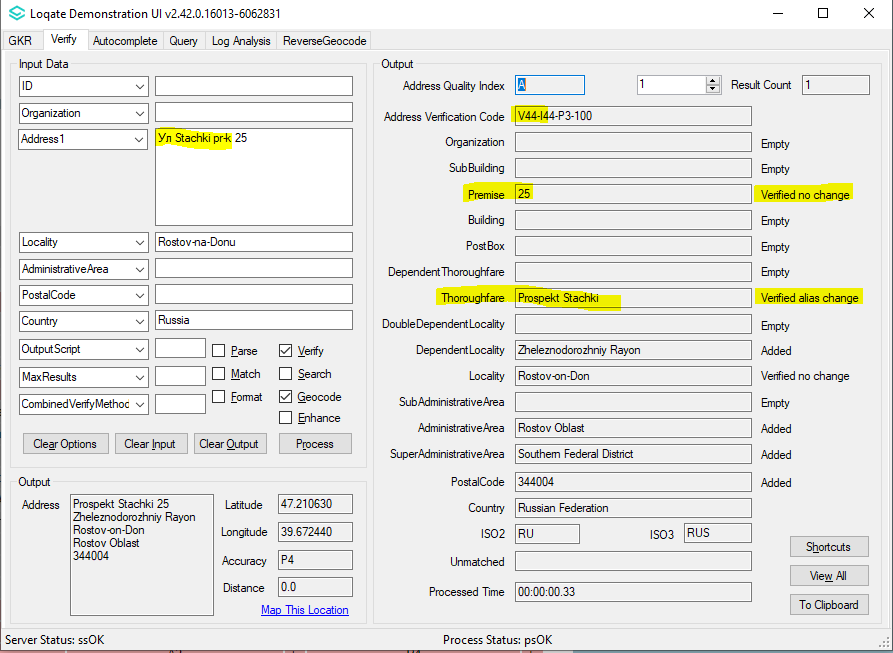 Loqate Demonstration UI v2.42.0.16013-6062831
GKR Verify Autocomplete Query Log Analysis ReverseGeocode
Input Data
ID
Organization
Address1 Ул Stachki pr-k 25
Locality Rostov-na-Donu
AdministrativeArea
PostalCode
Country Russia
OutputScript Parse Verify
MaxResults Match Search
CombinedVerifyMethod Format Geocode
Enhance
Clear Options Clear Input Clear Output Process
Output
Address Prospekt Stachki 25
Zheleznodorozhniy Rayon
Rostov-on-Don
Rostov Oblast
344004
Latitude 47.210630
Longitude 39.672440
Accuracy P4
Distance 0.0
Map This Location
Output
Address Quality Index A 1 Result Count 1
Address Verification Code V44-I44-P3-100
Organization Empty
SubBuilding Empty
Premise 25 Verified no change
Building Empty
PostBox Empty
DependentThoroughfare Empty
Thoroughfare Prospekt Stachki Verified alias change
DoubleDependentLocality Empty
DependentLocality Zheleznodorozhniy Rayon Added
Locality Rostov-on-Don Verified no change
SubAdministrativeArea Empty
AdministrativeArea Rostov Oblast Added
SuperAdministrativeArea Southern Federal District Added
PostalCode 344004 Added
Country Russian Federation
ISO2 RU ISO3 RUS
Unmatched
Processed Time 00:00:00.33
Shortcuts
View All
To Clipboard
Server Status: ssOK Process Status: psOK